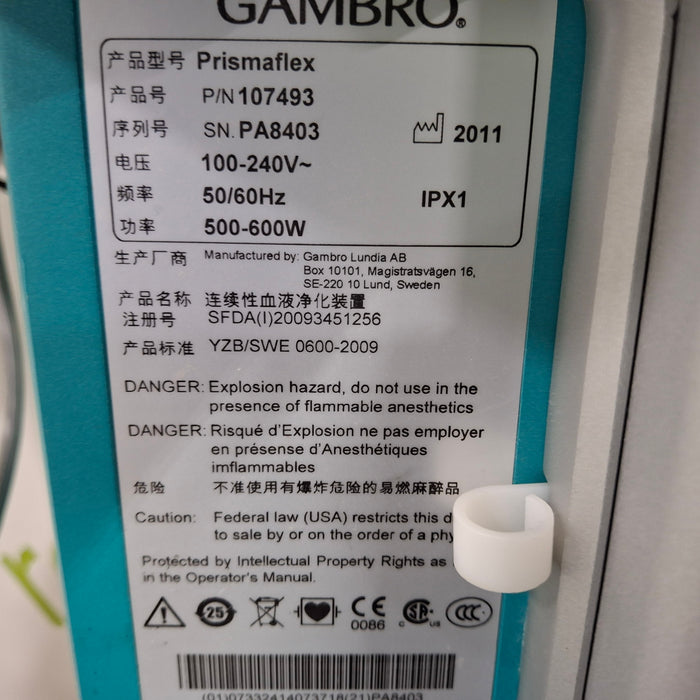 GAMBRO®
产品型号 Prismaflex
产品号 P/N 107493
序列号 SN. PA8403 2011
电压 100-240V~
频率 50/60Hz IPX1
功率 500-600W
生产厂商 Manufactured by: Gambro Lundia AB
Box 10101, Magistratsvägen 16,
SE-220 10 Lund, Sweden
产品名称 连续性血液净化装置
注册号 SFDA(I)20093451256
产品标准 YZB/SWE 0600-2009
DANGER: Explosion hazard, do not use in the
presence of flammable anesthetics
DANGER: Risqué d'Explosion ne pas employer
en présense d'Anesthétiques
imflammables
危险 不准使用有爆炸危险的易燃麻醉品
Caution: Federal law (USA) restricts this
to sale by or on the order of a
Protected by Intellectual Property Rights as
in the Operator's Manual.
25 CE 0086 C SA US CCC
(01)07332414073718(21)PA8403